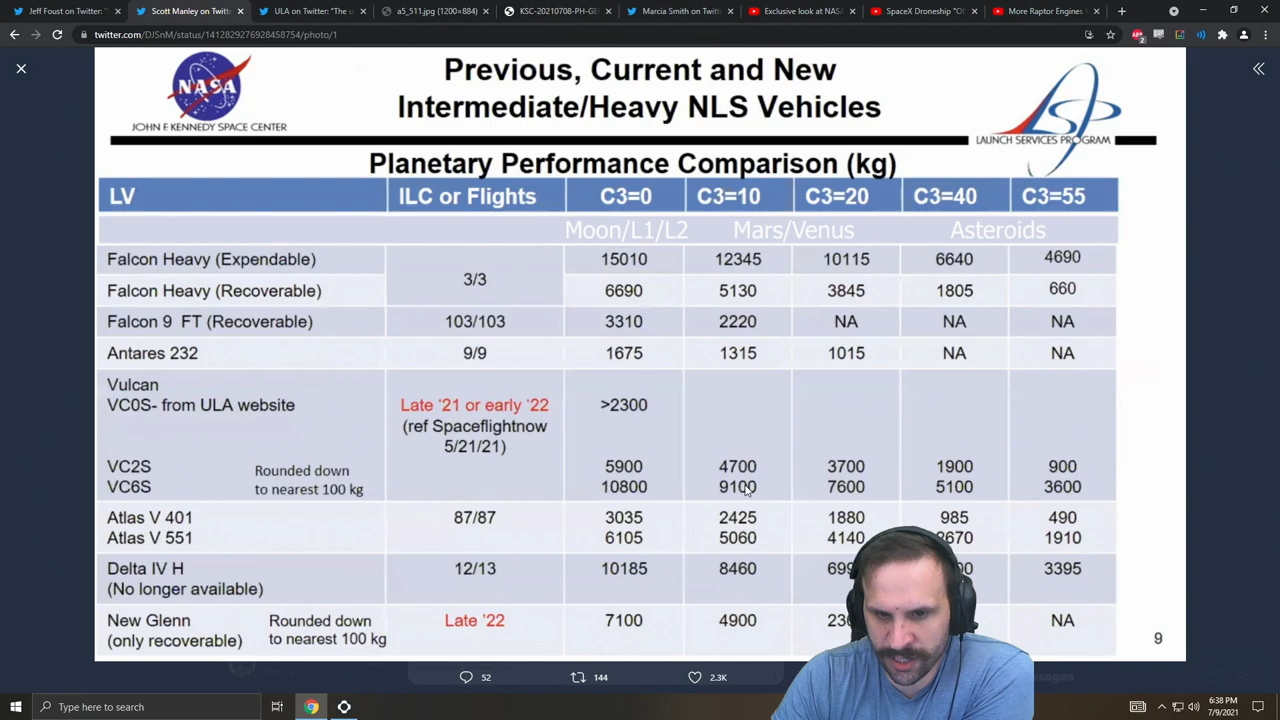 Jeff Foust on Twitter: "D
Scott Manley on Twitter: "
ULA on Twitter: "The u
a5_511.jpg (1200×884)
KSC-20210708-PH-GE
Marcia Smith on Twitter
Exclusive look at NASA
SpaceX Droneship "Of
More Raptor Engines F
twitter.com/DJSnM/status/1412829276928458754/photo/1
NASA
JOHN F. KENNEDY SPACE CENTER
Previous, Current and New
Intermediate/Heavy NLS Vehicles
LSP
LAUNCH SERVICES PROGRAM
Planetary Performance Comparison (kg)
LV ILC or Flights C3=0 C3=10 C3=20 C3=40 C3=55
Moon/L1/L2 Mars/Venus Asteroids
Falcon Heavy (Expendable) 15010 12345 10115 6640 4690
3/3
Falcon Heavy (Recoverable) 6690 5130 3845 1805 660
Falcon 9 FT (Recoverable) 103/103 3310 2220 NA NA NA
Antares 232 9/9 1675 1315 1015 NA NA
Vulcan
VC0S- from ULA website Late '21 or early '22 >2300
(ref Spaceflightnow
5/21/21)
VC2S Rounded down 5900 4700 3700 1900 900
VC6S to nearest 100 kg 10800 9100 7600 5100 3600
Atlas V 401 87/87 3035 2425 1880 985 490
Atlas V 551 6105 5060 4140 2670 1910
Delta IV H 12/13 10185 8460 3395
(No longer available)
New Glenn Rounded down Late '22 7100 4900 NA
(only recoverable) to nearest 100 kg
9
52 144 2.3K
Type here to search
6:38 PM
7/9/2021